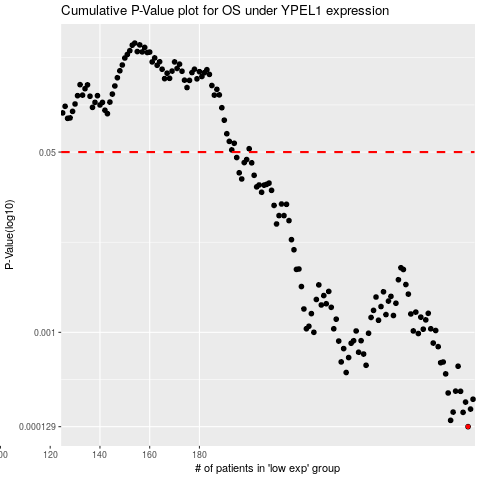 Cumulative P-Value plot for OS under YPEL1 expression
0.05
P-Value(log10)
0.001
0.000129
00 120 140 160 180
# of patients in 'low exp' group